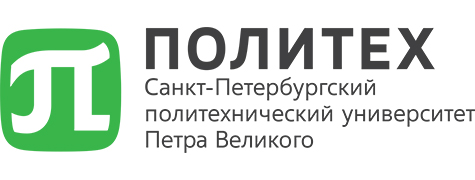 П
ПОЛИТЕХ
Санкт-Петербургский
политехнический университет
Петра Великого